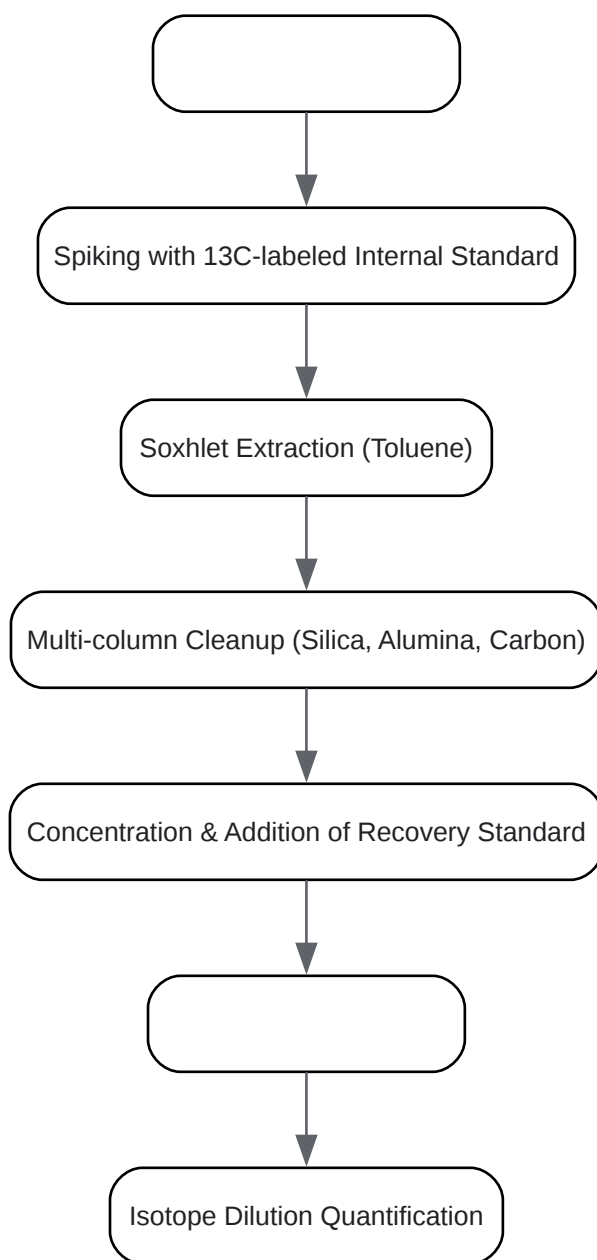 Spiking with 13C-labeled Internal Standard
Soxhlet Extraction (Toluene)
Multi-column Cleanup (Silica, Alumina, Carbon)
Concentration & Addition of Recovery Standard
Isotope Dilution Quantification